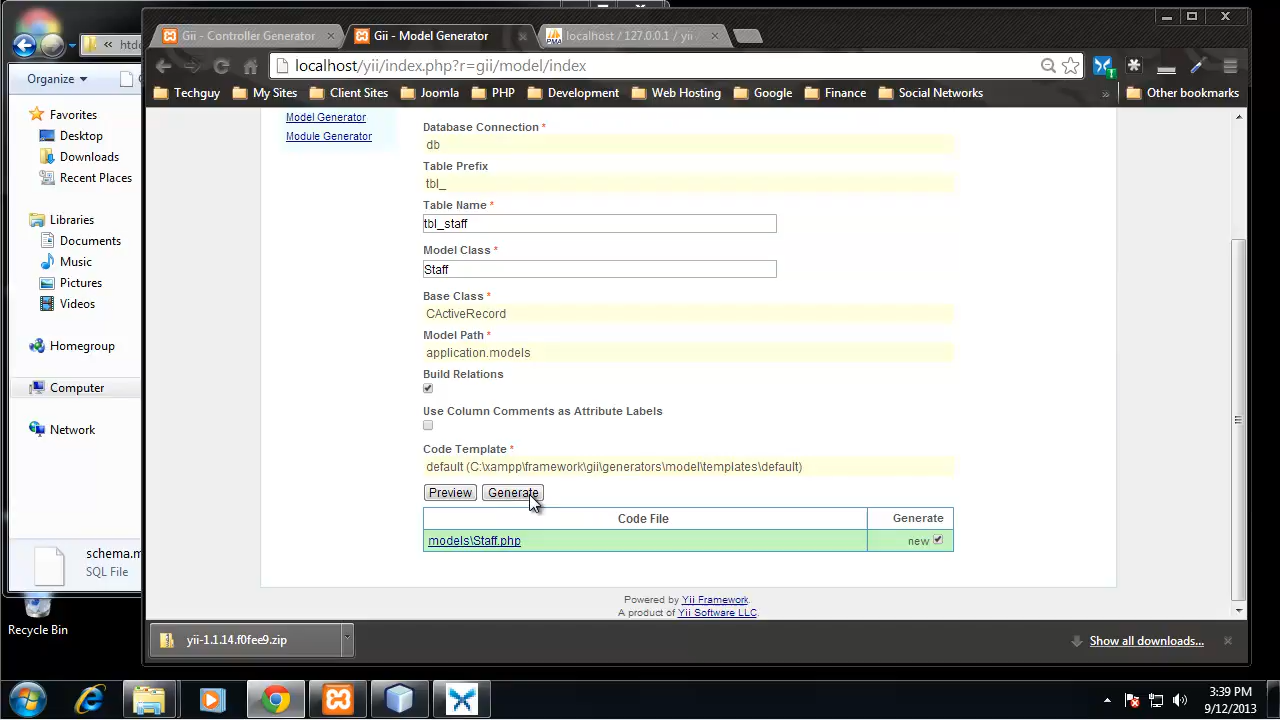 Gii - Controller Generator
Gii - Model Generator
localhost / 127.0.0.1 / yii
htdo
localhost/yii/index.php?r=gii/model/index
Organize
Techguy
My Sites
Client Sites
Joomla
PHP
Development
Web Hosting
Google
Finance
Social Networks
»
Other bookmarks
Favorites
Desktop
Downloads
Recent Places
Libraries
Documents
Music
Pictures
Videos
Homegroup
Computer
Network
schema.m
SQL File
Recycle Bin
Model Generator
Module Generator
Database Connection *
db
Table Prefix
tbl_
Table Name *
tbl_staff
Model Class *
Staff
Base Class *
CActiveRecord
Model Path *
application.models
Build Relations
Use Column Comments as Attribute Labels
Code Template *
default (C:\xampp\framework\gii\generators\model\templates\default)
Preview
Generate
Code File
Generate
models\Staff.php
new
Powered by Yii Framework.
A product of Yii Software LLC.
yii-1.1.14.f0fee9.zip
Show all downloads...
3:39 PM
9/12/2013